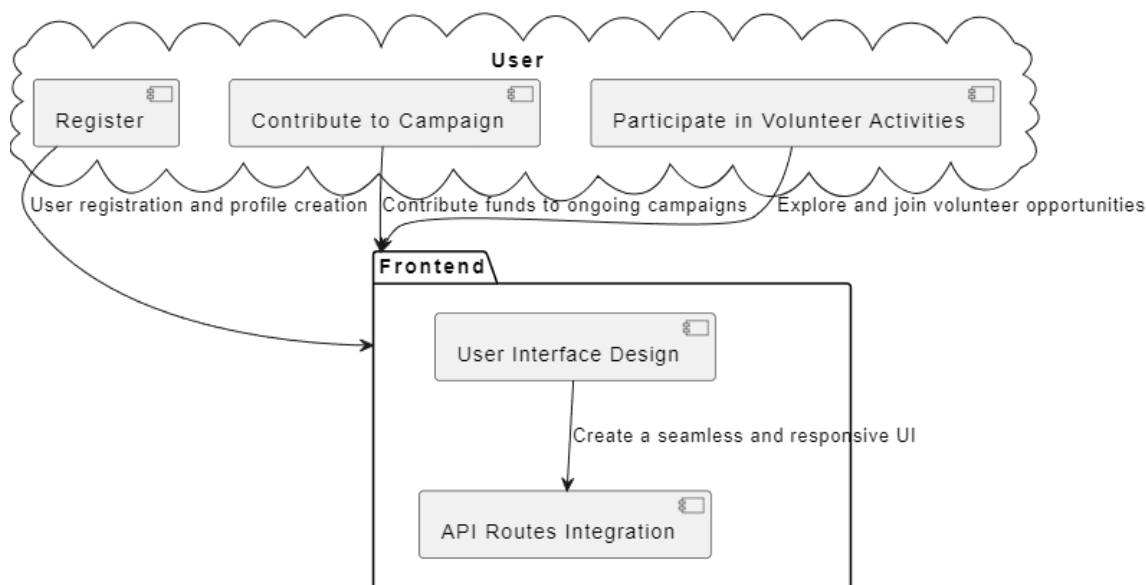 User
Register
Contribute to Campaign
Participate in Volunteer Activities
User registration and profile creation
Contribute funds to ongoing campaigns
Explore and join volunteer opportunities
Frontend
User Interface Design
Create a seamless and responsive UI
API Routes Integration